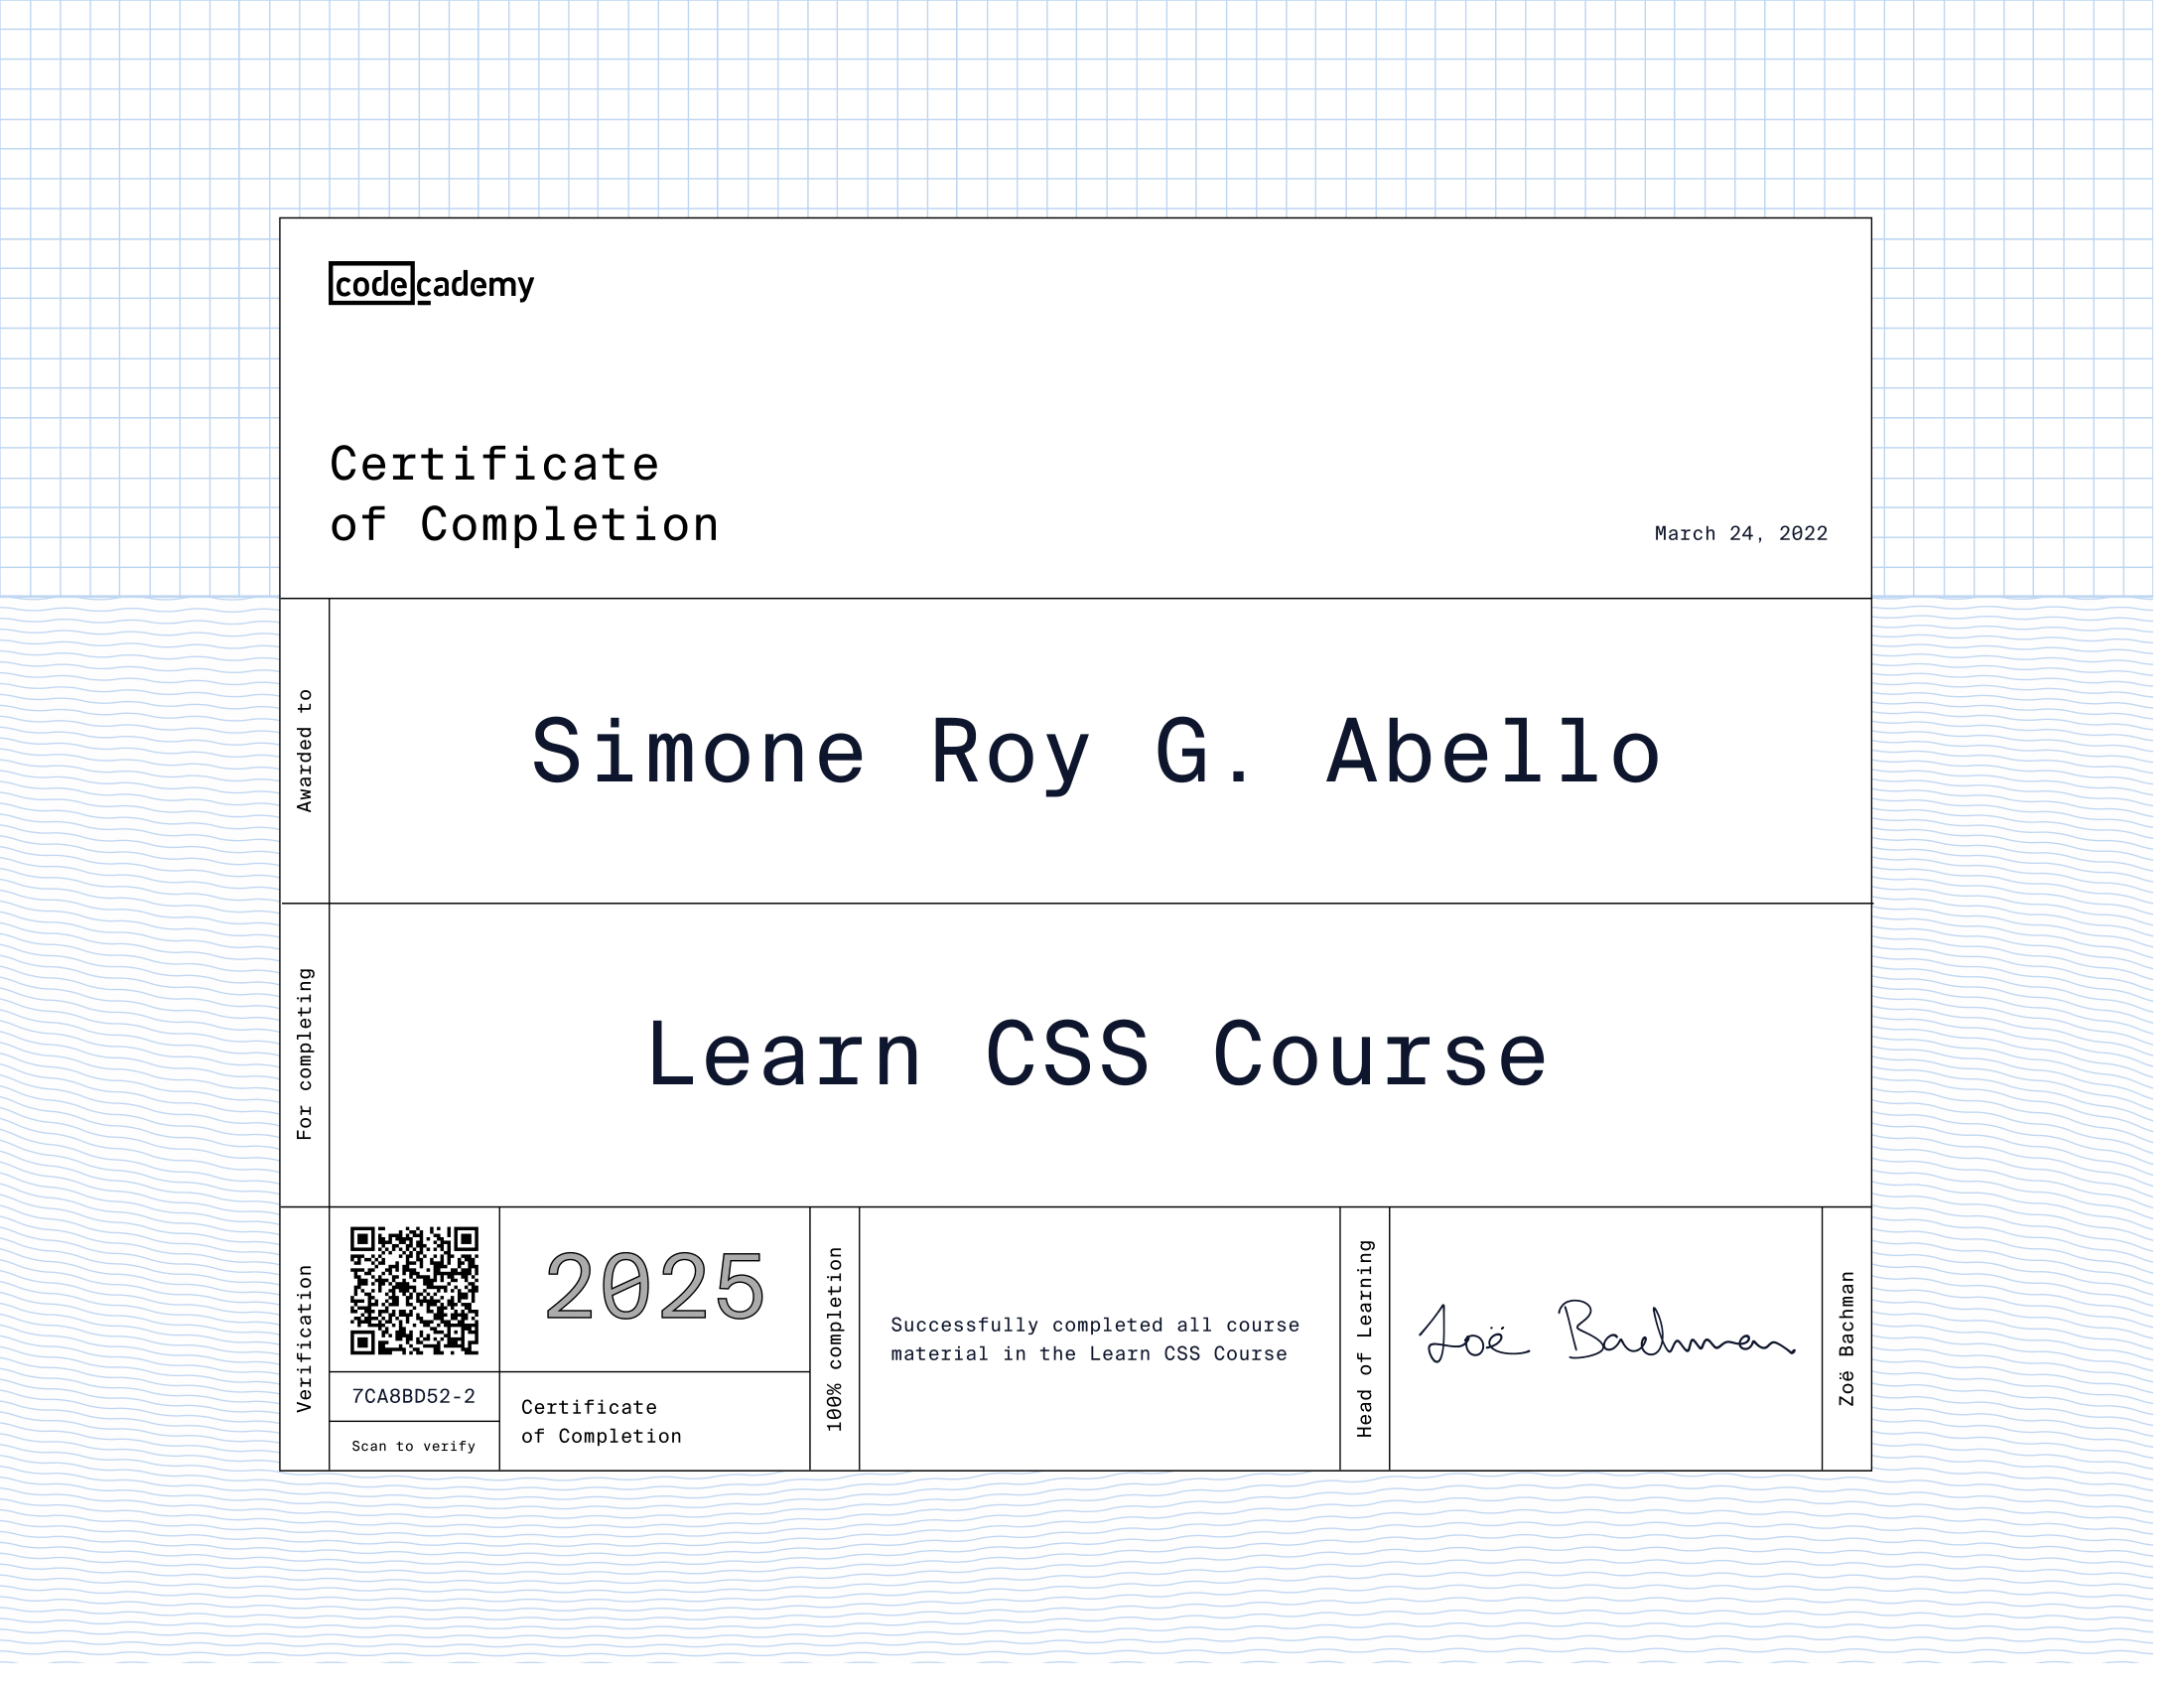 codecademy
Certificate
of Completion
March 24, 2022
Awarded to
Simone Roy G. Abello
For completing
Learn CSS Course
Verification
7CA8BD52-2
Scan to verify
2025
Certificate
of Completion
100% completion
Successfully completed all course
material in the Learn CSS Course
Head of Learning
Zoë Bachman
Zoë Bachman